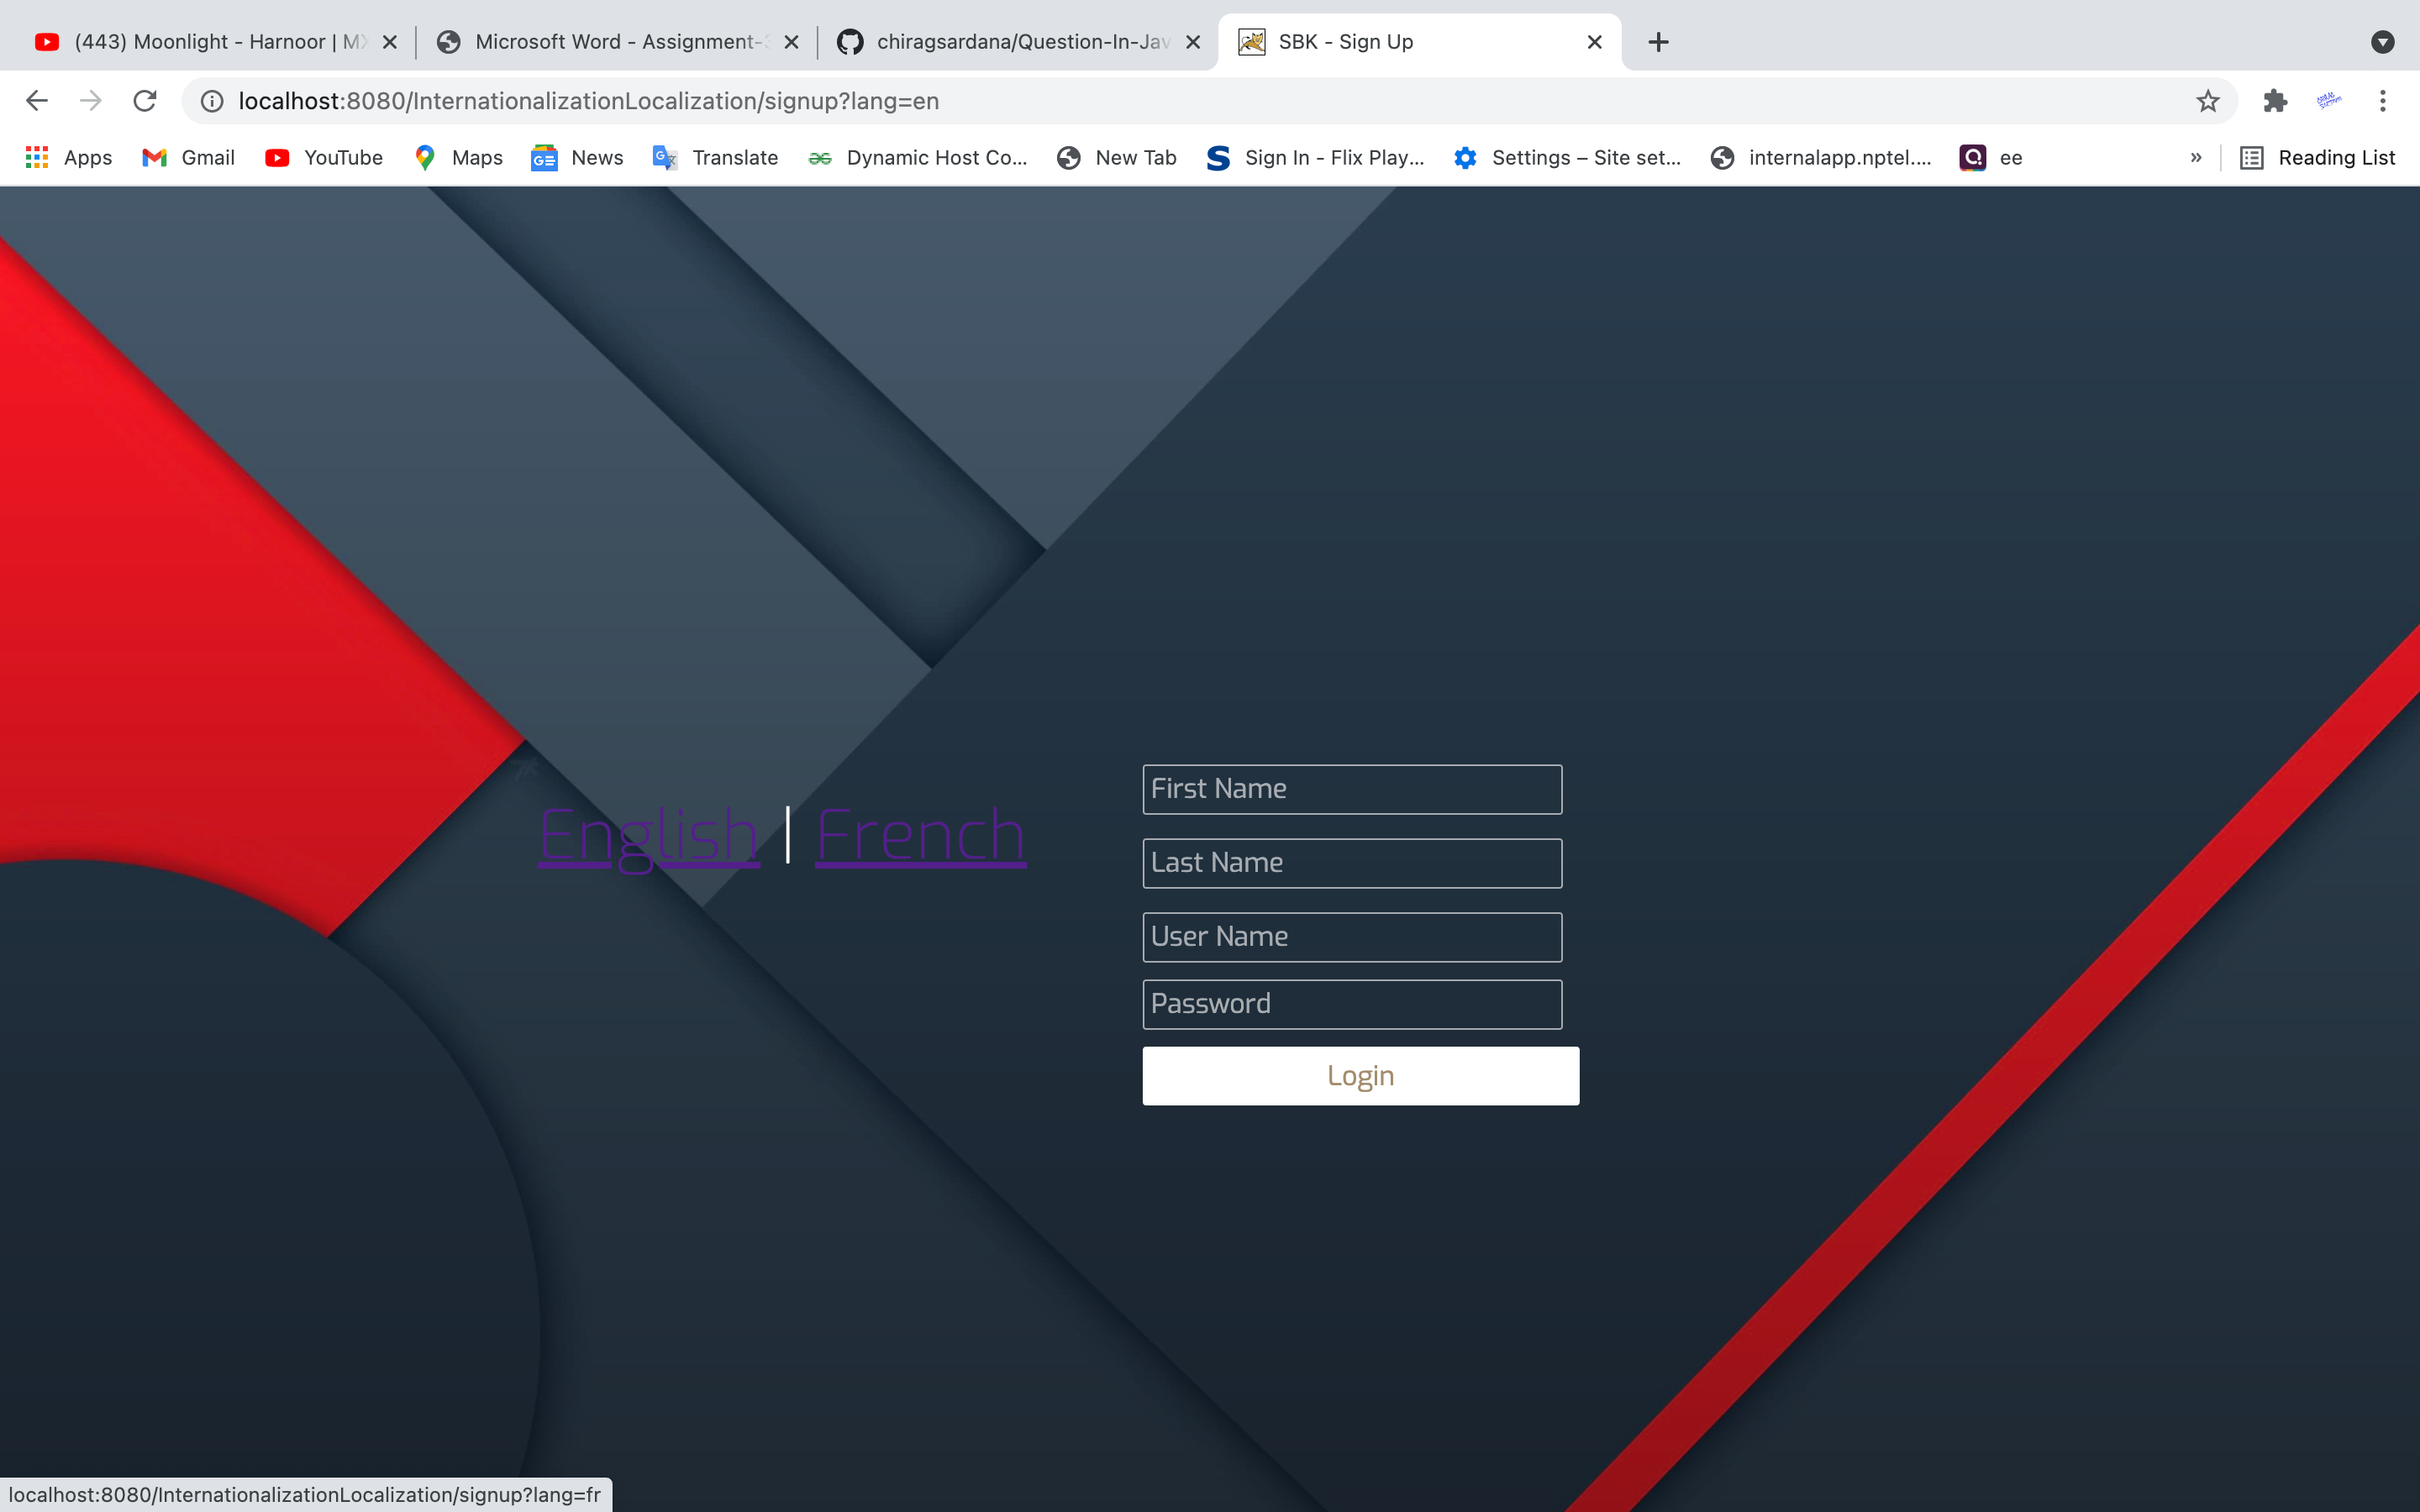 (443) Moonlight - Harnoor | MX
Microsoft Word - Assignment-3
chiragsardana/Question-In-Jav
SBK - Sign Up
localhost:8080/InternationalizationLocalization/signup?lang=en
Apps
Gmail
YouTube
Maps
News
Translate
Dynamic Host Co...
New Tab
Sign In - Flix Play...
Settings – Site set...
internalapp.nptel....
ee
»
Reading List
English | French
First Name
Last Name
User Name
Password
Login
localhost:8080/InternationalizationLocalization/signup?lang=fr